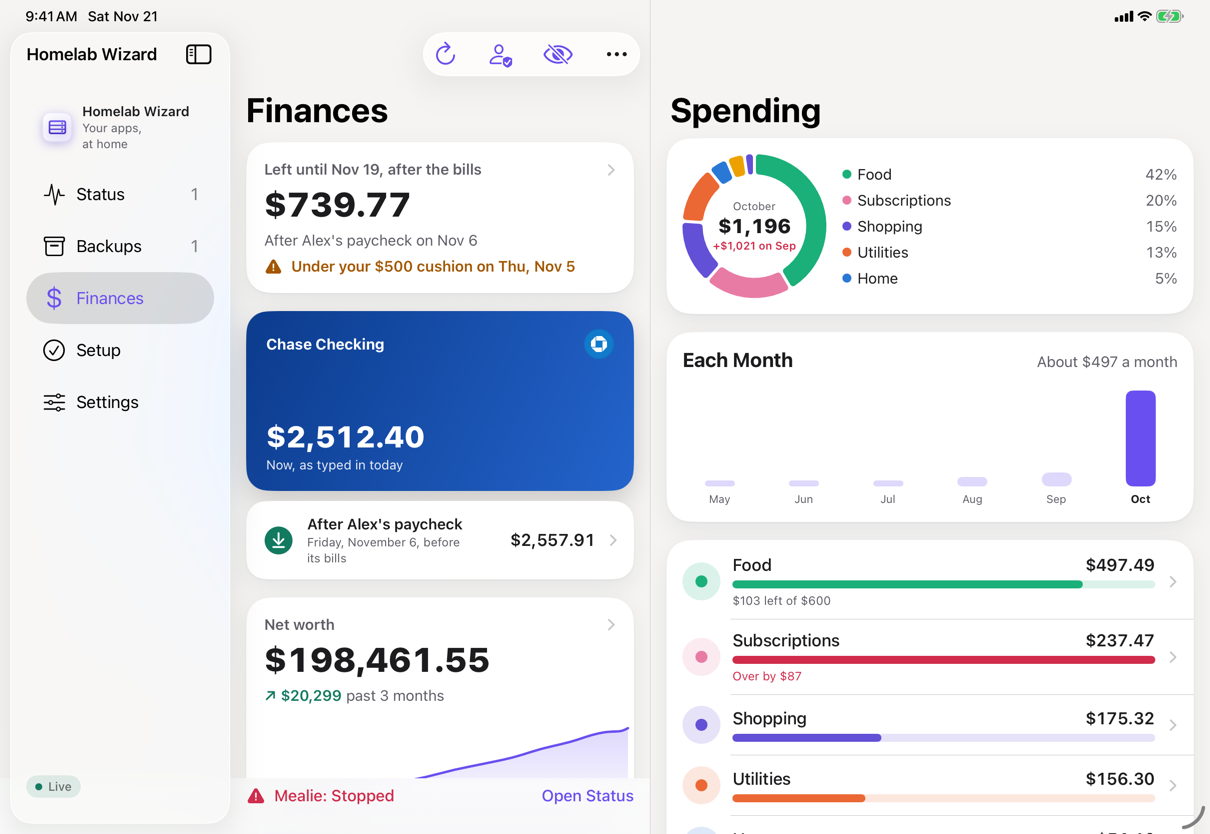 9:41 AM Sat Nov 21
Homelab Wizard
Homelab Wizard
Your apps,
at home
Status 1
Backups 1
Finances
Setup
Settings
Live
Finances
Left until Nov 19, after the bills
$739.77
After Alex's paycheck on Nov 6
Under your $500 cushion on Thu, Nov 5
Chase Checking
$2,512.40
Now, as typed in today
After Alex's paycheck
Friday, November 6, before
its bills
$2,557.91
Net worth
$198,461.55
$20,299 past 3 months
Mealie: Stopped
Open Status
Spending
October
$1,196
+$1,021 on Sep
Food 42%
Subscriptions 20%
Shopping 15%
Utilities 13%
Home 5%
Each Month
About $497 a month
May Jun Jul Aug Sep Oct
Food $497.49
$103 left of $600
Subscriptions $237.47
Over by $87
Shopping $175.32
Utilities $156.30